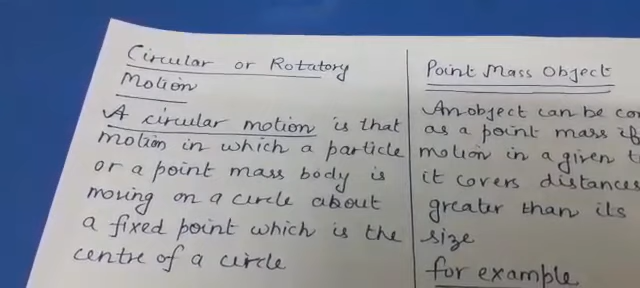 Circular or Rotatory
Motion
A circular motion is that
motion in which a particle
or a point mass body is
moving on a circle about
a fixed point which is the
centre of a circle
Point Mass Object
An object can be
as a point mass if
motion in a given
it covers distances
greater than its
size
for example